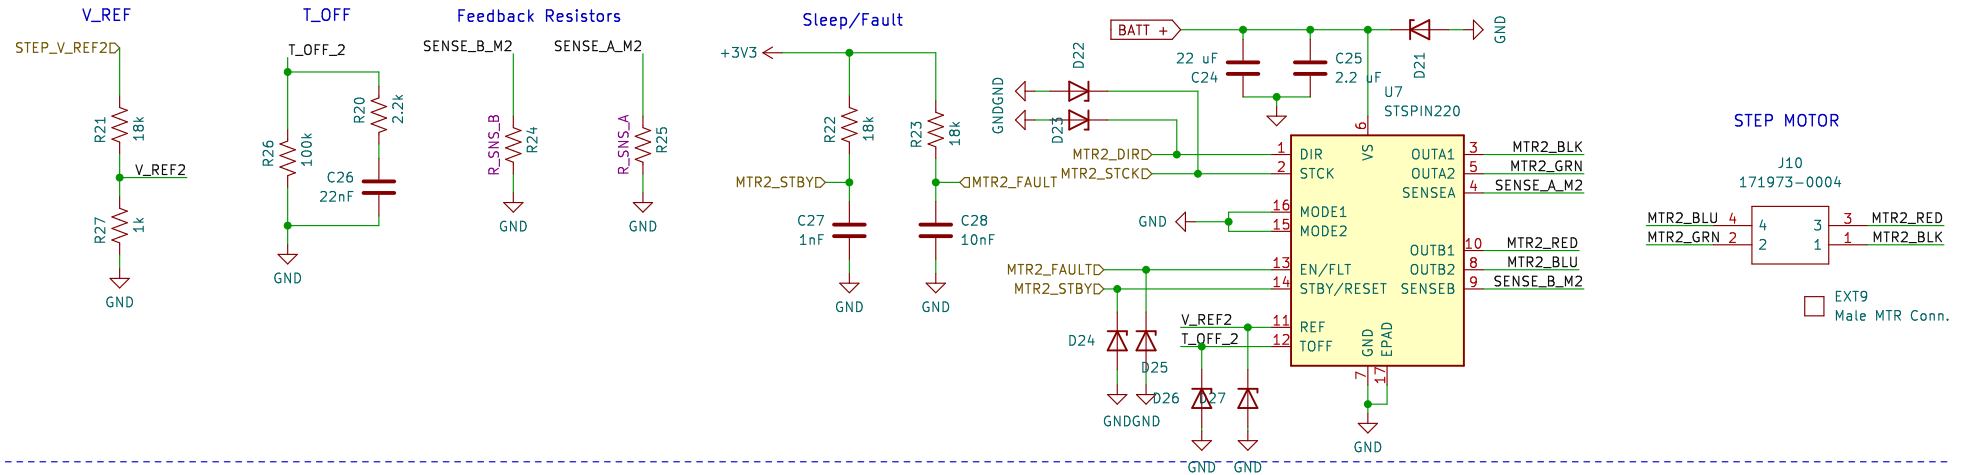 V_REF
STEP_V_REF2
R21
18k
V_REF2
R27
1k
GND
T_OFF
T_OFF_2
R20
2.2k
R26
100k
C26
22nF
GND
Feedback Resistors
SENSE_B_M2
SENSE_A_M2
R_SNS_B
R24
R_SNS_A
R25
GND
GND
Sleep/Fault
+3V3
R22
18k
R23
18k
MTR2_STBY
MTR2_FAULT
C27
1nF
C28
10nF
GND
GND
BATT +
22 uF
C24
C25
2.2 uF
D21
GND
D22
GND
GND
D23
U7
STSPIN220
MTR2_DIR
MTR2_STCK
GND
MTR2_FAULT
MTR2_STBY
V_REF2
T_OFF_2
D24
D25
D26
D27
GND
GND
GND
GND
6
VS
1 DIR
2 STCK
16 MODE1
15 MODE2
13 EN/FLT
14 STBY/RESET
11 REF
12 TOFF
GND
7
EPAD
17
GND
OUTA1 3 MTR2_BLK
OUTA2 5 MTR2_GRN
SENSEA 4 SENSE_A_M2
OUTB1 10 MTR2_RED
OUTB2 8 MTR2_BLU
SENSEB 9 SENSE_B_M2
STEP MOTOR
J10
171973-0004
MTR2_BLU 4 4 3 3 MTR2_RED
MTR2_GRN 2 2 1 1 MTR2_BLK
EXT9
Male MTR Conn.